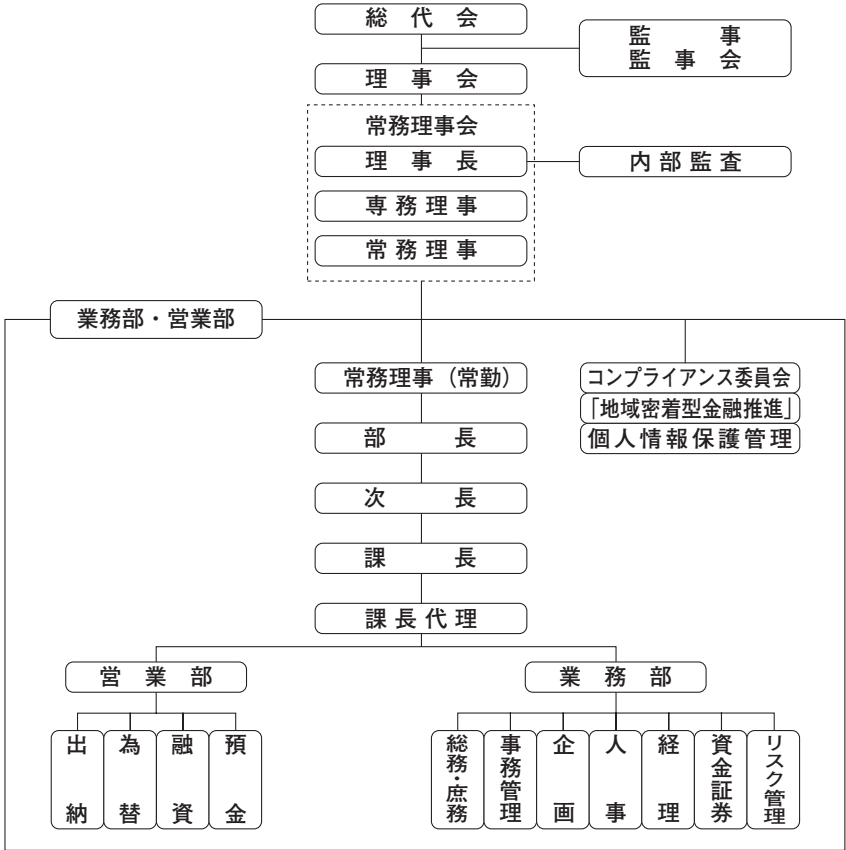 総代会
監事
監事会
理事会
常務理事会
理事長
内部監査
専務理事
常務理事
業務部・営業部
常務理事（常勤）
コンプライアンス委員会
「地域密着型金融推進」
個人情報保護管理
部長
次長
課長
課長代理
営業部
業務部
出納
為替
融資
預金
総務・庶務
事務管理
企画
人事
経理
資金証券
リスク管理